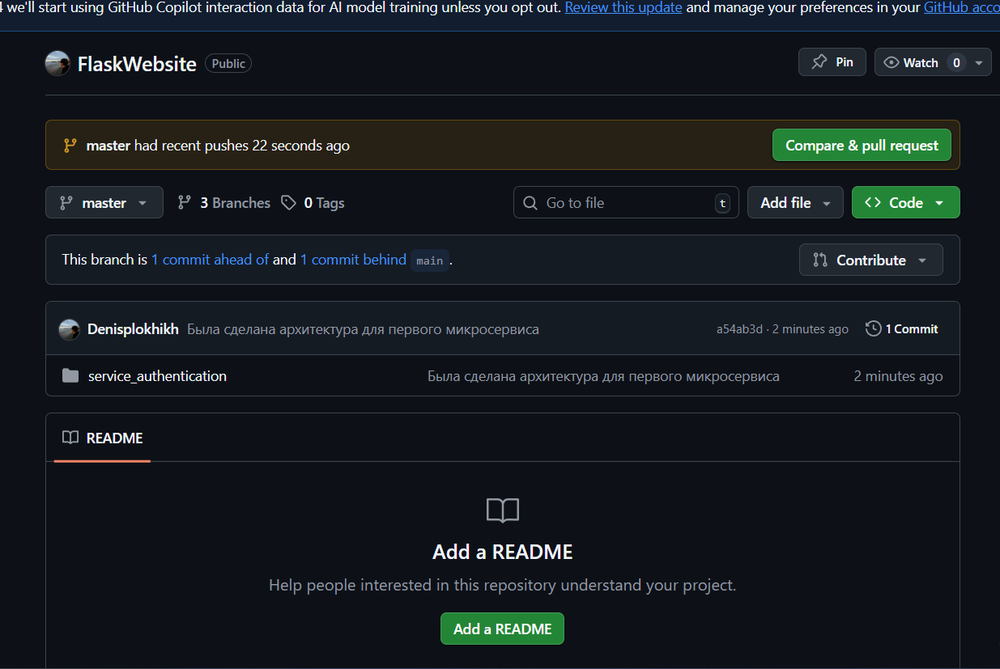 4 we'll start using GitHub Copilot interaction data for AI model training unless you opt out. Review this update and manage your preferences in your GitHub acco
FlaskWebsite Public Pin Watch 0
master had recent pushes 22 seconds ago Compare & pull request
master 3 Branches 0 Tags Go to file t Add file Code
This branch is 1 commit ahead of and 1 commit behind main . Contribute
Denisplokhikh Была сделана архитектура для первого микросервиса a54ab3d · 2 minutes ago 1 Commit
service_authentication Была сделана архитектура для первого микросервиса 2 minutes ago
README
Add a README
Help people interested in this repository understand your project.
Add a README